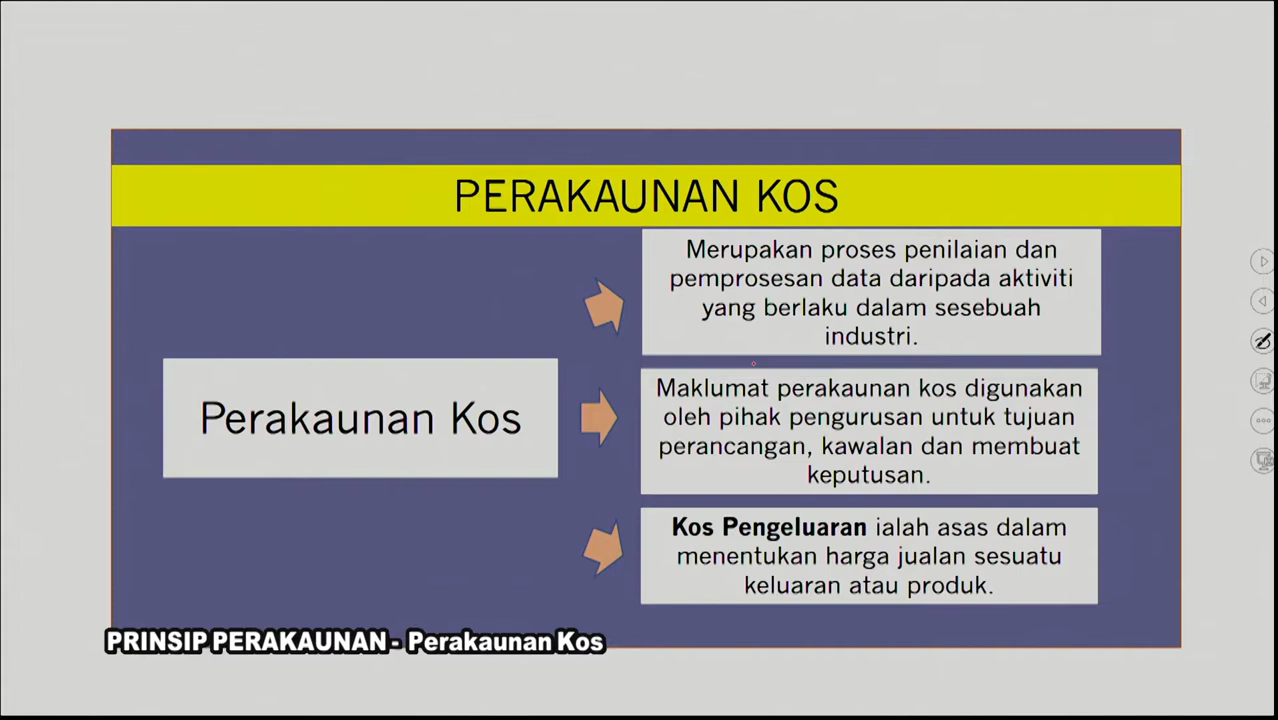 PERAKAUNAN KOS
Merupakan proses penilaian dan
pemprosesan data daripada aktiviti
yang berlaku dalam sesebuah
industri.
Perakaunan Kos
Maklumat perakaunan kos digunakan
oleh pihak pengurusan untuk tujuan
perancangan, kawalan dan membuat
keputusan.
Kos Pengeluaran ialah asas dalam
menentukan harga jualan sesuatu
keluaran atau produk.
PRINSIP PERAKAUNAN - Perakaunan Kos